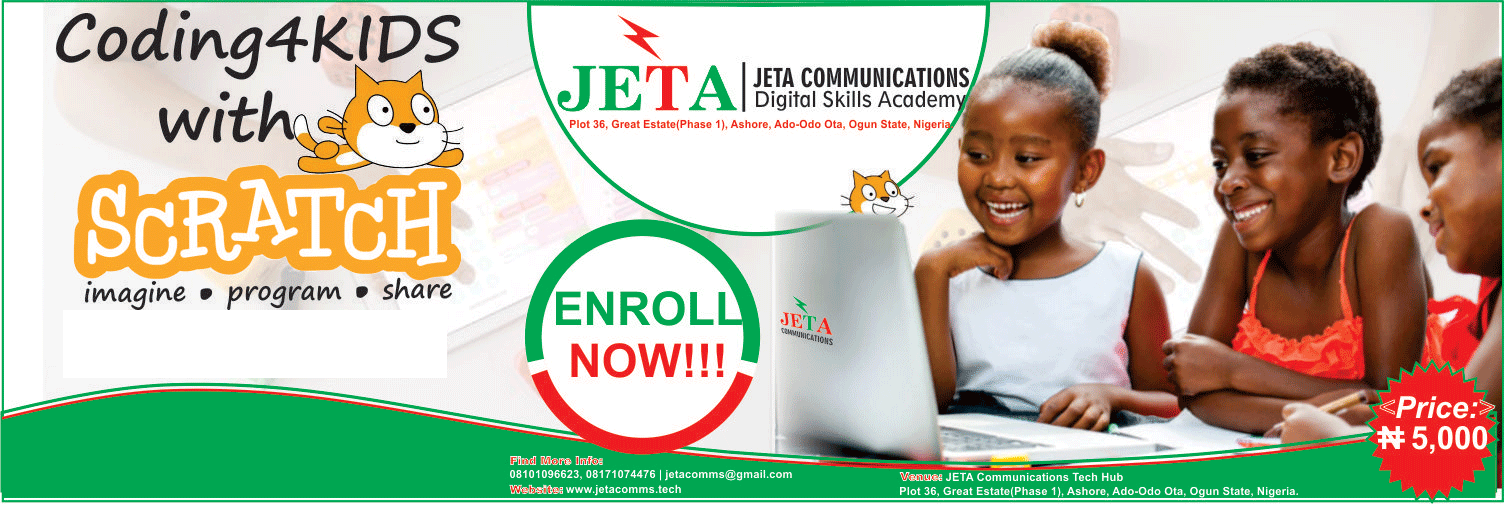 Coding4KIDS
with
SCRATCH
imagine • program • share
JETA | JETA COMMUNICATIONS
Digital Skills Academy
Plot 36, Great Estate(Phase 1), Ashore, Ado-Odo Ota, Ogun State, Nigeria
ENROLL
NOW!!!
JETA
COMMUNICATIONS
<Price:>
₦ 5,000
Find More Info:
08101096623, 08171074476 | jetacomms@gmail.com
Website: www.jetacomms.tech
Venue: JETA Communications Tech Hub
Plot 36, Great Estate(Phase 1), Ashore, Ado-Odo Ota, Ogun State, Nigeria.